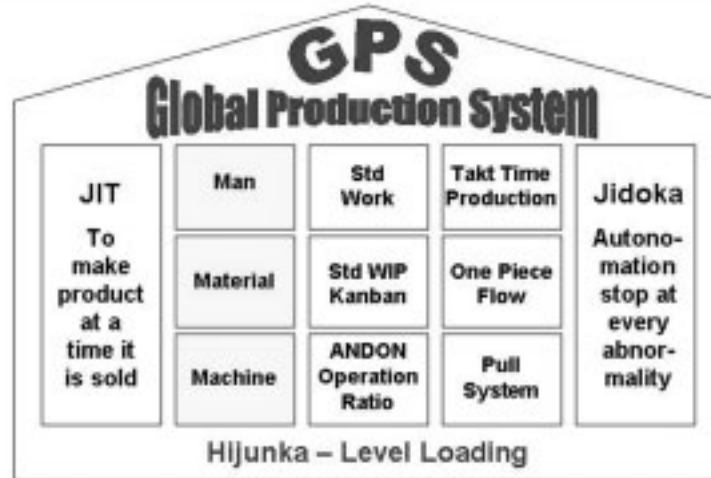 GPS
Global Production System
JIT
To
make
product
at a
time it
is sold
Man
Std
Work
Takt Time
Production
Material
Std WIP
Kanban
One Piece
Flow
Machine
ANDON
Operation
Ratio
Pull
System
Jidoka
Autono-
mation
stop at
every
abnor-
mality
Hijunka – Level Loading